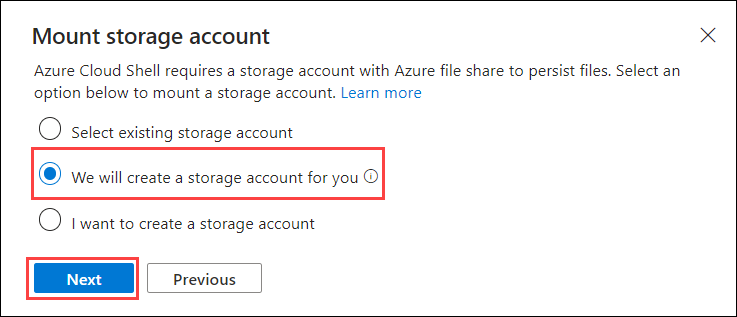 Mount storage account
Azure Cloud Shell requires a storage account with Azure file share to persist files. Select an
option below to mount a storage account. Learn more
Select existing storage account
We will create a storage account for you
I want to create a storage account
Next
Previous